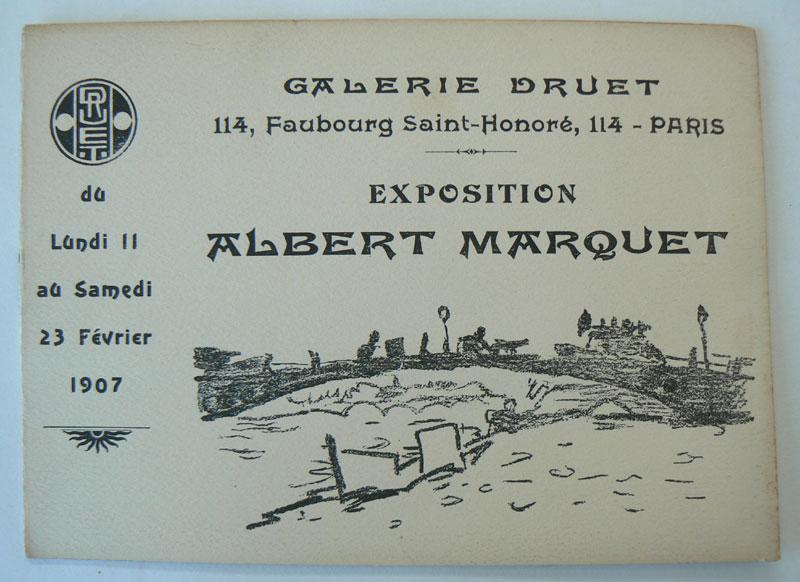 GALERIE DRUET
114, Faubourg Saint-Honoré, 114 - PARIS
EXPOSITION
ALBERT MARQUET
DRUET
du
Lundi 11
au Samedi
23 Février
1907